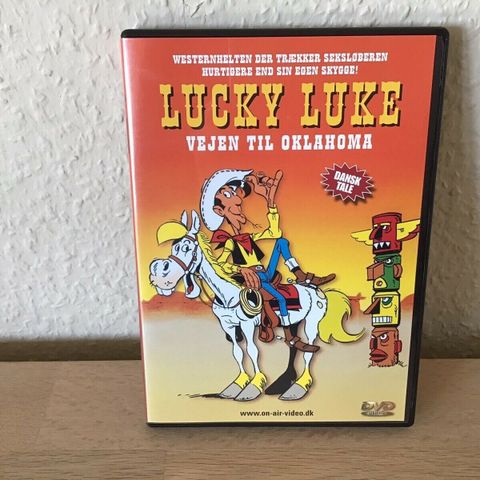 WESTERNHELTEN DER TRÆKKER SEKSLØBEREN
HURTIGERE END SIN EGEN SKYGGE!
LUCKY LUKE
VEJEN TIL OKLAHOMA
DANSK
TALE
www.on-air-video.dk
DVD